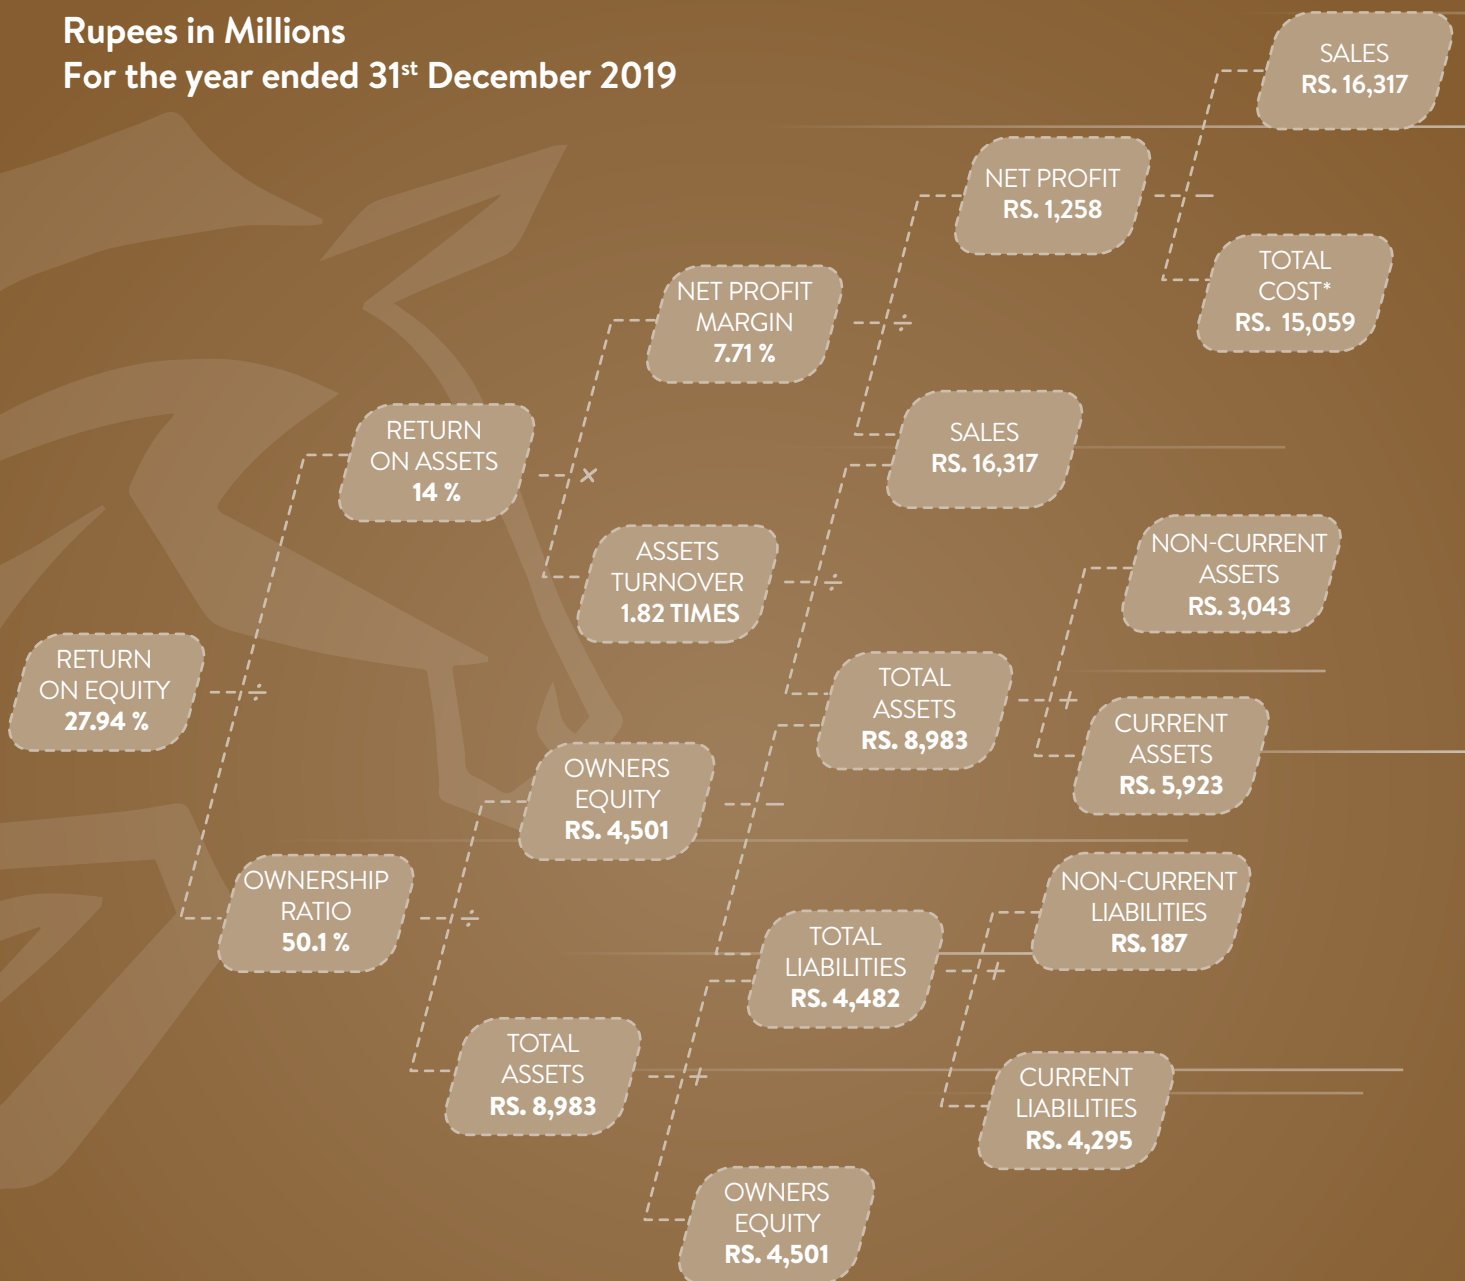 Rupees in Millions
For the year ended 31st December 2019
SALES
RS. 16,317
NET PROFIT
RS. 1,258
TOTAL
COST*
RS. 15,059
NET PROFIT
MARGIN
7.71 %
÷
−
SALES
RS. 16,317
RETURN
ON ASSETS
14 %
×
ASSETS
TURNOVER
1.82 TIMES
÷
NON-CURRENT
ASSETS
RS. 3,043
RETURN
ON EQUITY
27.94 %
÷
TOTAL
ASSETS
RS. 8,983
+
CURRENT
ASSETS
RS. 5,923
OWNERS
EQUITY
RS. 4,501
−
OWNERSHIP
RATIO
50.1 %
÷
NON-CURRENT
LIABILITIES
RS. 187
TOTAL
LIABILITIES
RS. 4,482
+
TOTAL
ASSETS
RS. 8,983
+
CURRENT
LIABILITIES
RS. 4,295
OWNERS
EQUITY
RS. 4,501